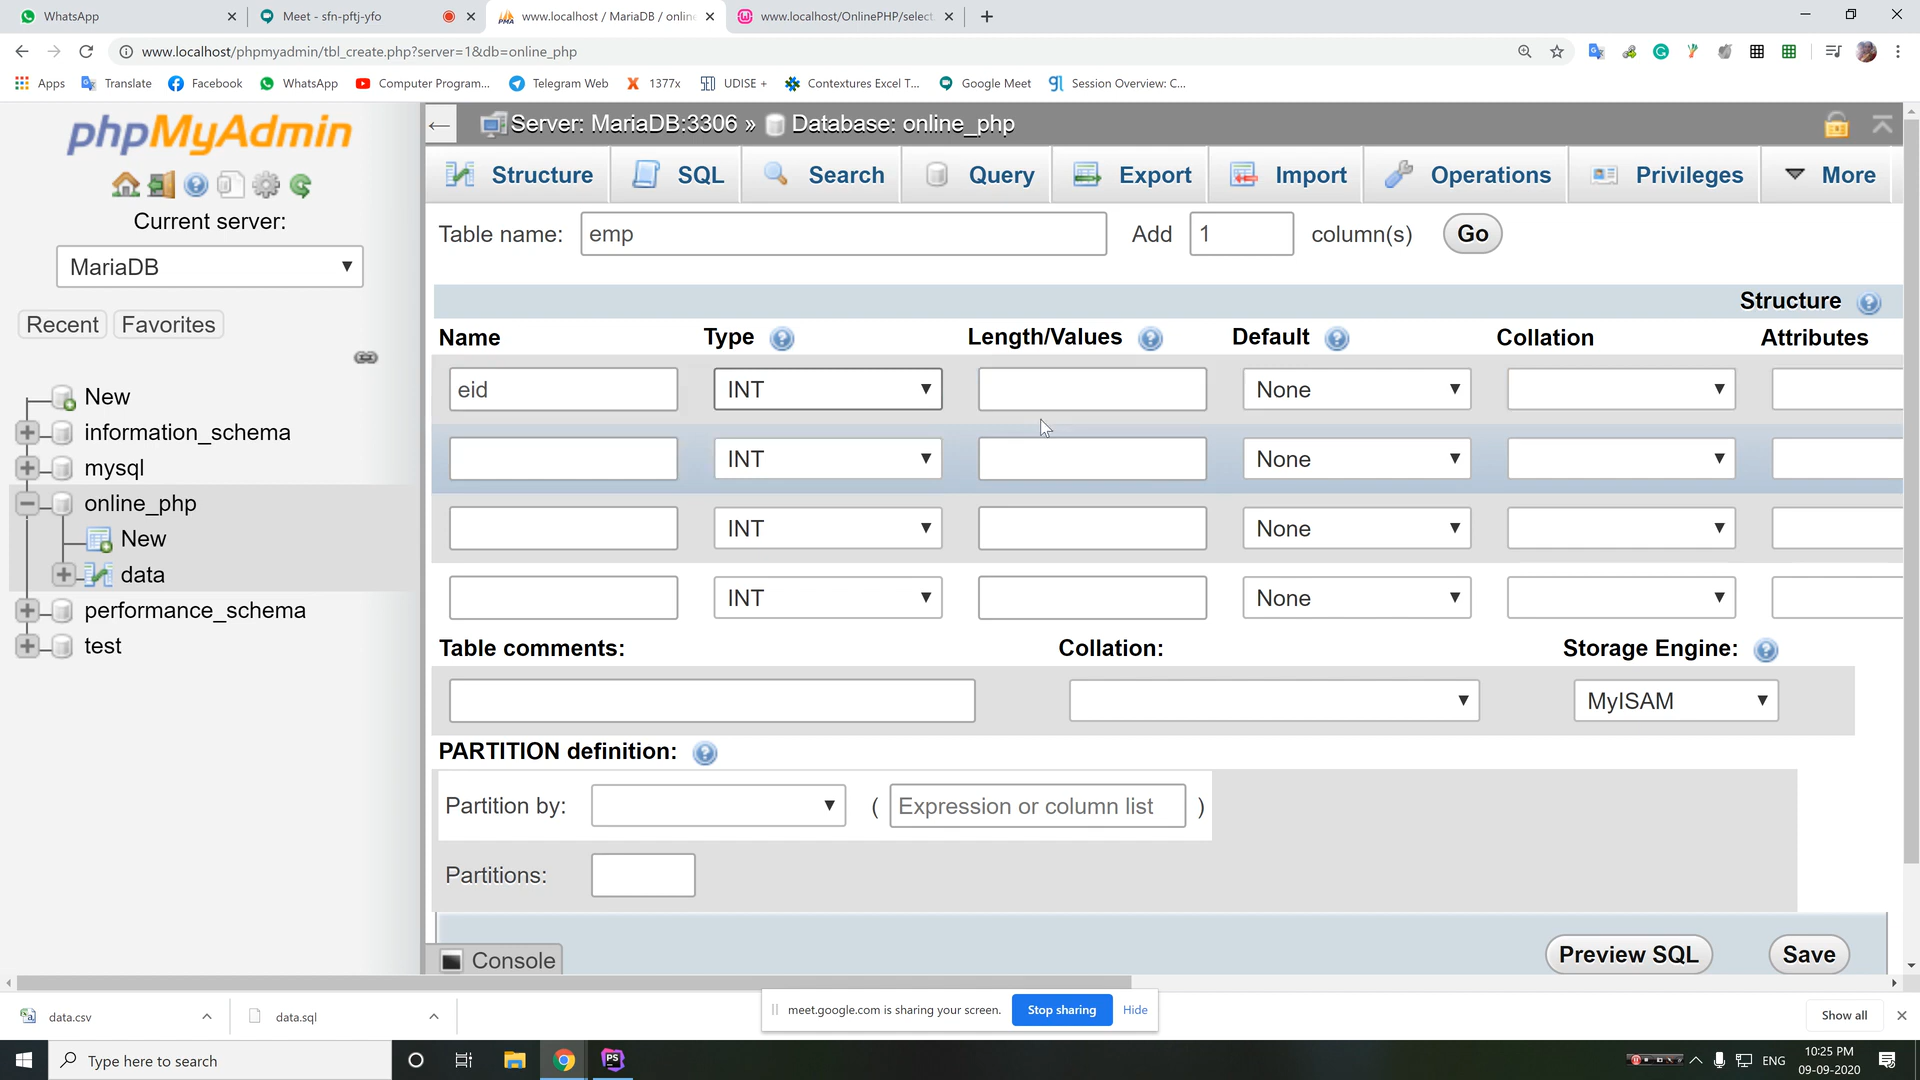 WhatsApp
Meet - sfn-pftj-yfo
www.localhost / MariaDB / onlin
www.localhost/OnlinePHP/select.
www.localhost/phpmyadmin/tbl_create.php?server=1&db=online_php
Apps
Translate
Facebook
WhatsApp
Computer Program...
Telegram Web
1377x
UDISE +
Contextures Excel T...
Google Meet
Session Overview: C...
phpMyAdmin
Current server:
MariaDB
Recent
Favorites
New
information_schema
mysql
online_php
New
data
performance_schema
test
Server: MariaDB:3306 » Database: online_php
Structure
SQL
Search
Query
Export
Import
Operations
Privileges
More
Table name: emp Add 1 column(s) Go
Structure
Name Type Length/Values Default Collation Attributes
eid INT None
INT None
INT None
INT None
Table comments: Collation: Storage Engine:
MyISAM
PARTITION definition:
Partition by: ( Expression or column list )
Partitions:
Preview SQL Save
Console
data.csv
data.sql
meet.google.com is sharing your screen. Stop sharing Hide
Show all
Type here to search
PS
ENG
10:25 PM
09-09-2020